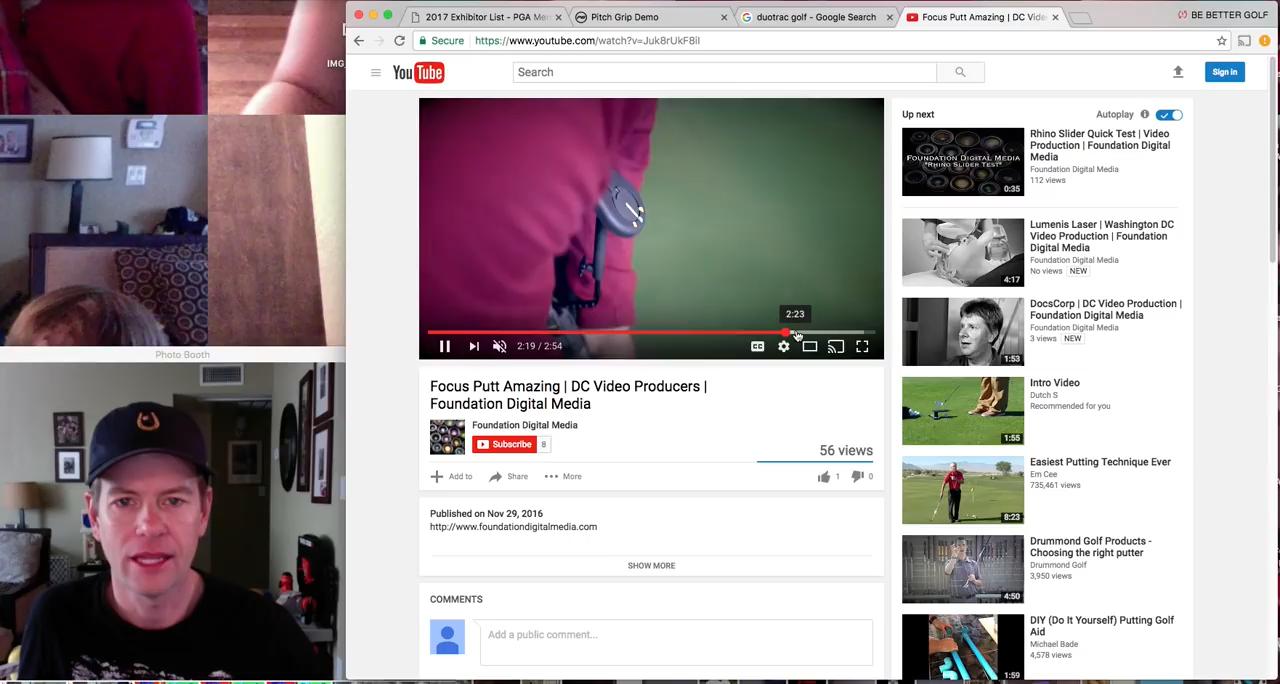 2017 Exhibitor List - PGA Mer
Pitch Grip Demo
duotrac golf - Google Search
Focus Putt Amazing | DC Vide
BE BETTER GOLF
Secure
https://www.youtube.com/watch?v=Juk8rUkF8iI
IMG_
YouTube
Search
Sign in
2:23
2:19 / 2:54
CC
Photo Booth
Focus Putt Amazing | DC Video Producers |
Foundation Digital Media
Foundation Digital Media
Subscribe
8
56 views
Add to
Share
More
1
0
Published on Nov 29, 2016
http://www.foundationdigitalmedia.com
SHOW MORE
COMMENTS
Add a public comment...
Up next
Autoplay
FOUNDATION DIGITAL MEDIA
"RHINO SLIDER TEST"
0:35
Rhino Slider Quick Test | Video
Production | Foundation Digital
Media
Foundation Digital Media
112 views
4:17
Lumenis Laser | Washington DC
Video Production | Foundation
Digital Media
Foundation Digital Media
No views NEW
1:53
DocsCorp | DC Video Production |
Foundation Digital Media
Foundation Digital Media
3 views NEW
1:55
Intro Video
Dutch S
Recommended for you
8:23
Easiest Putting Technique Ever
Em Cee
735,461 views
4:50
Drummond Golf Products -
Choosing the right putter
Drummond Golf
3,950 views
1:59
DIY (Do It Yourself) Putting Golf
Aid
Michael Bade
4,578 views